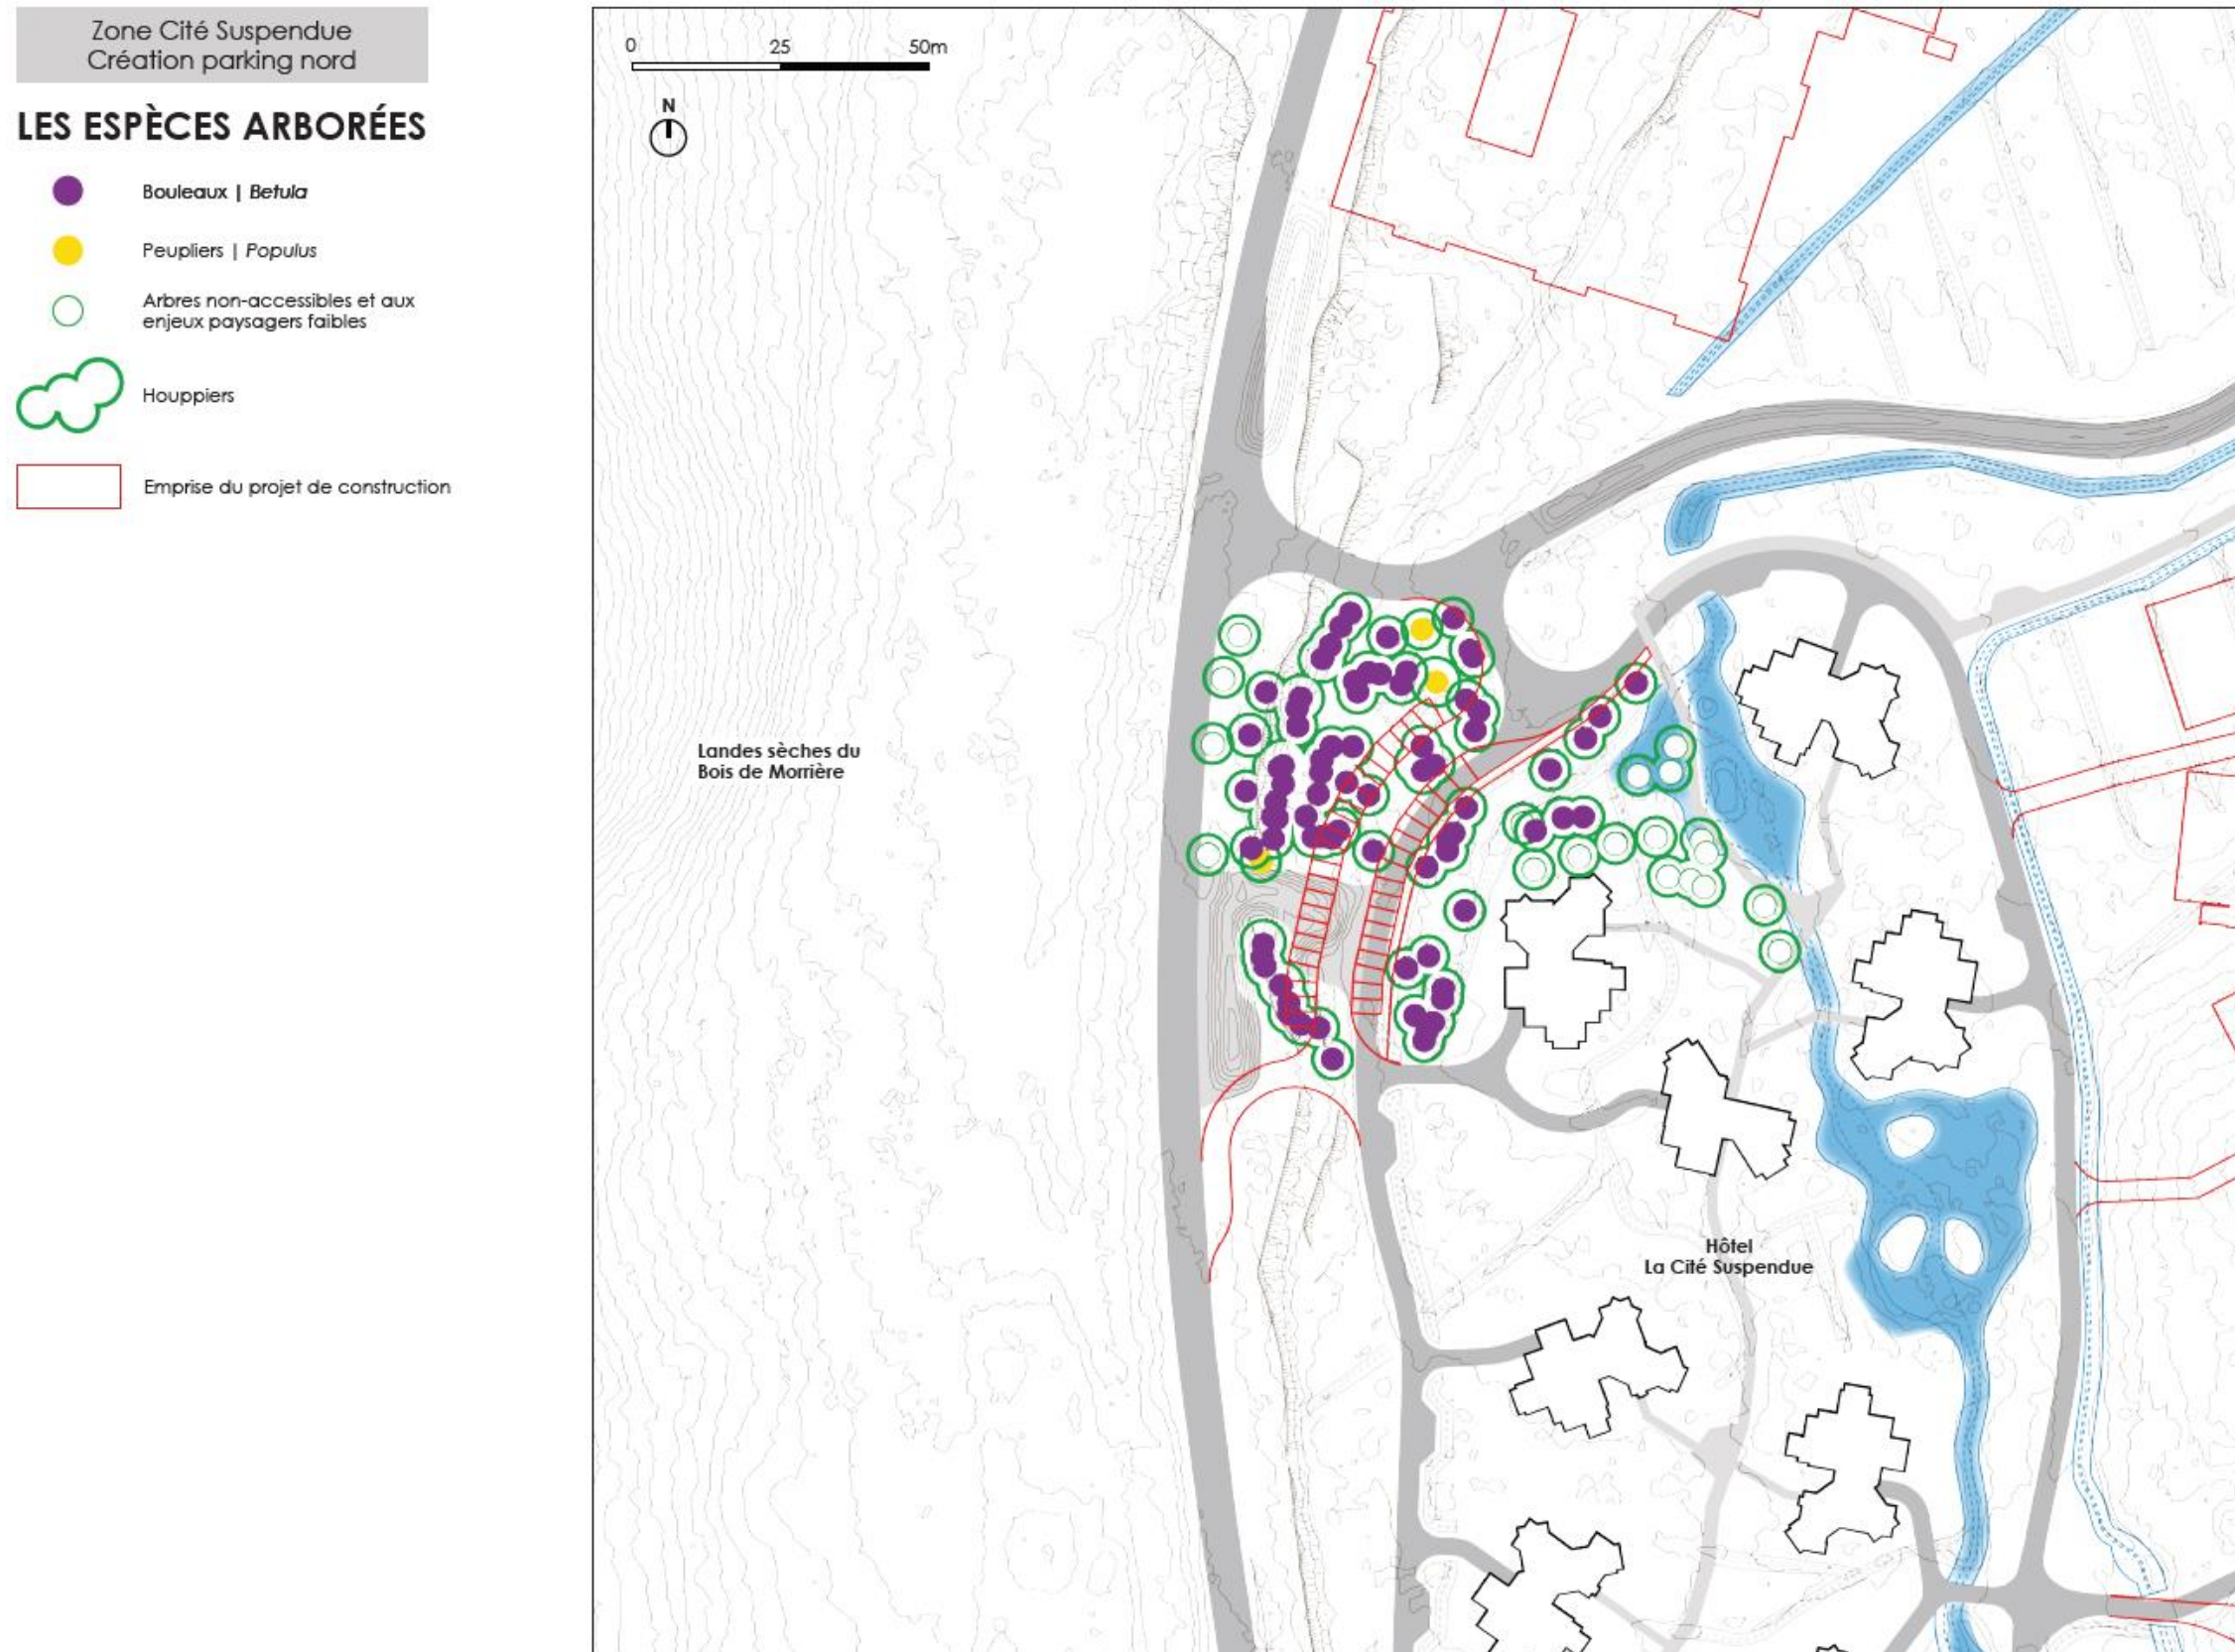 Zone Cité Suspendue
Création parking nord
LES ESPÈCES ARBORÉES
Bouleaux | Betula
Peupliers | Populus
Arbres non-accessibles et aux
enjeux paysagers faibles
Houppiers
Emprise du projet de construction
0 25 50m
N
Landes sèches du
Bois de Morrière
Hôtel
La Cité Suspendue